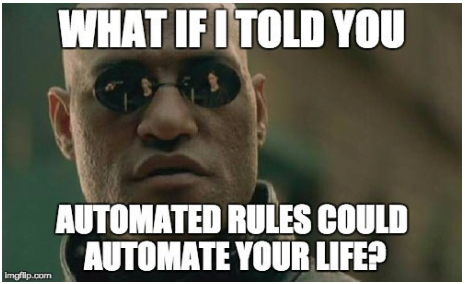 WHAT IF I TOLD YOU
AUTOMATED RULES COULD
AUTOMATE YOUR LIFE?
imgflip.com